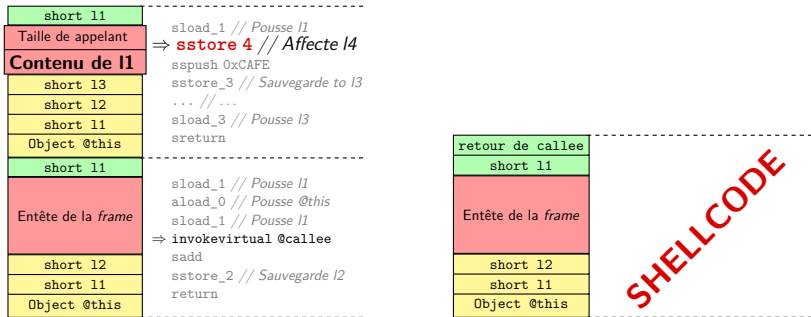 short l1
Taille de appelant
Contenu de l1
short l3
short l2
short l1
Object @this
short l1
Entête de la frame
short l2
short l1
Object @this
sload_1 // Pousse l1
⇒ sstore 4 // Affecte l4
sspush 0xCAFE
sstore_3 // Sauvegarde to l3
... // ...
sload_3 // Pousse l3
sreturn
sload_1 // Pousse l1
aload_0 // Pousse @this
sload_1 // Pousse l1
⇒ invokevirtual @callee
sadd
sstore_2 // Sauvegarde l2
return
retour de callee
short l1
Entête de la frame
short l2
short l1
Object @this
SHELLCODE